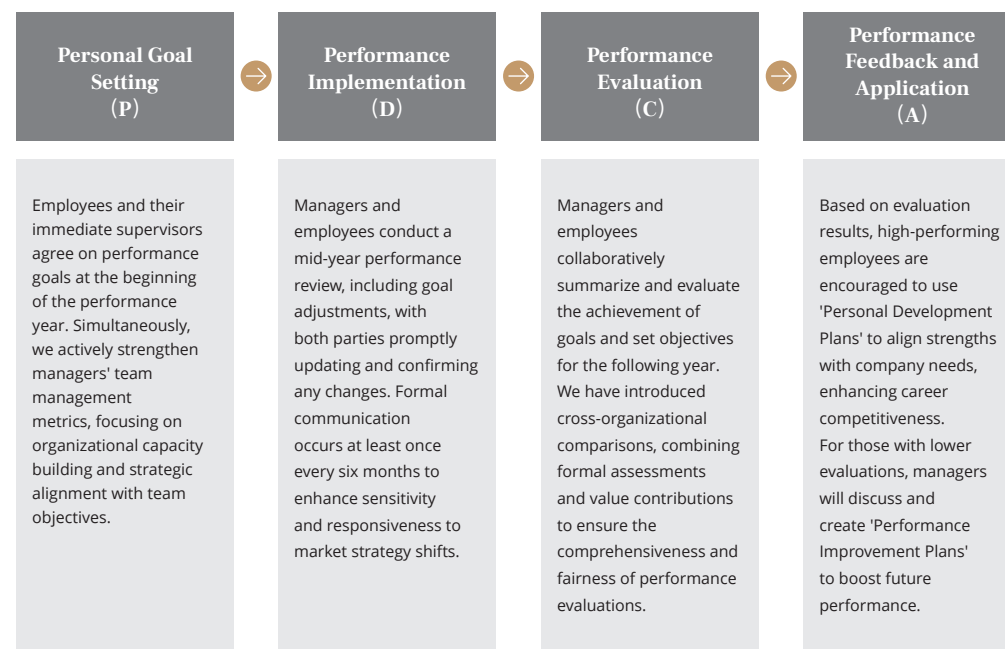 Personal Goal
Setting
(P)
Employees and their
immediate supervisors
agree on performance
goals at the beginning
of the performance
year. Simultaneously,
we actively strengthen
managers' team
management
metrics, focusing on
organizational capacity
building and strategic
alignment with team
objectives.
Performance
Implementation
(D)
Managers and
employees conduct a
mid-year performance
review, including goal
adjustments, with
both parties promptly
updating and confirming
any changes. Formal
communication
occurs at least once
every six months to
enhance sensitivity
and responsiveness to
market strategy shifts.
Performance
Evaluation
(C)
Managers and
employees
collaboratively
summarize and evaluate
the achievement of
goals and set objectives
for the following year.
We have introduced
cross-organizational
comparisons, combining
formal assessments
and value contributions
to ensure the
comprehensiveness and
fairness of performance
evaluations.
Performance
Feedback and
Application
(A)
Based on evaluation
results, high-performing
employees are
encouraged to use
'Personal Development
Plans' to align strengths
with company needs,
enhancing career
competitiveness.
For those with lower
evaluations, managers
will discuss and
create 'Performance
Improvement Plans'
to boost future
performance.